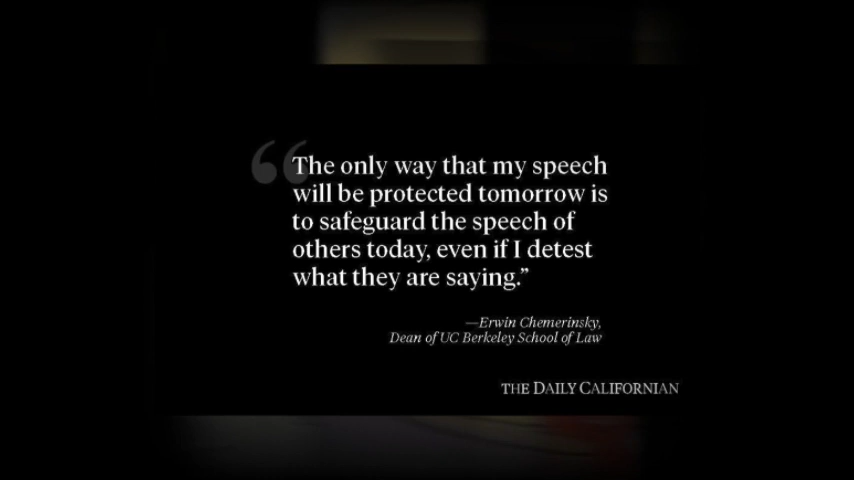 “The only way that my speech
will be protected tomorrow is
to safeguard the speech of
others today, even if I detest
what they are saying.”
—Erwin Chemerinsky,
Dean of UC Berkeley School of Law
THE DAILY CALIFORNIAN